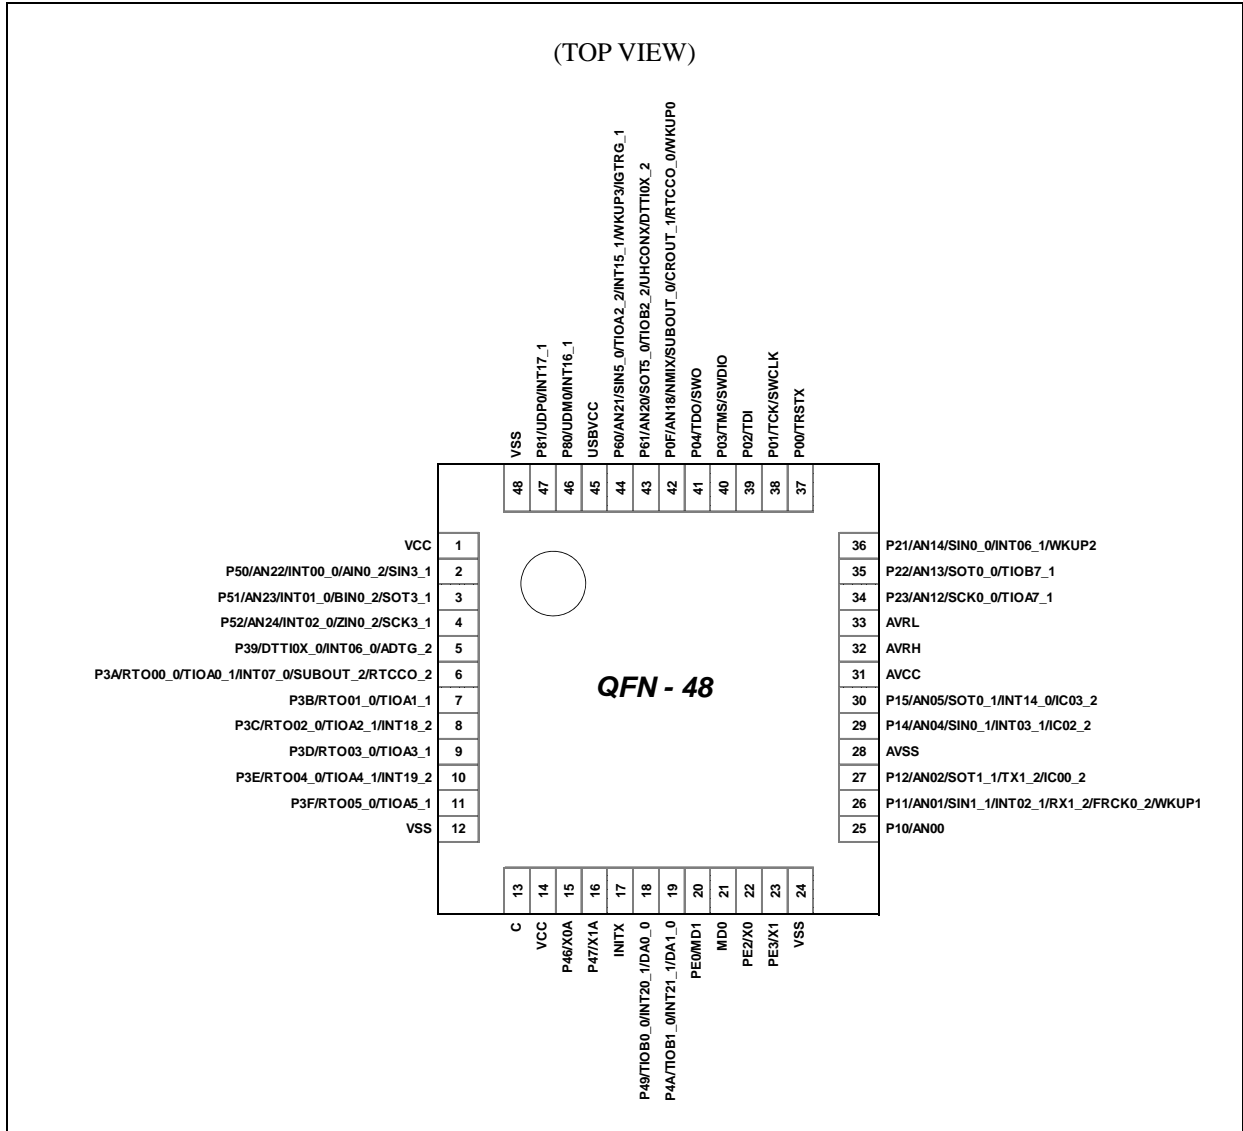 (TOP VIEW)
VSS
P81/UDP0/INT17_1
P80/UDM0/INT16_1
USBVCC
P60/AN21/SIN5_0/TIOA2_2/INT15_1/WKUP3/IGTRG_1
P61/AN20/SOT5_0/TIOB2_2/UHCONX/DTTI0X_2
P0F/AN18/NMIX/SUBOUT_0/CROUT_1/RTCCO_0/WKUP0
P04/TDO/SWO
P03/TMS/SWDIO
P02/TDI
P01/TCK/SWCLK
P00/TRSTX
48 47 46 45 44 43 42 41 40 39 38 37
VCC 1
P50/AN22/INT00_0/AIN0_2/SIN3_1 2
P51/AN23/INT01_0/BIN0_2/SOT3_1 3
P52/AN24/INT02_0/ZIN0_2/SCK3_1 4
P39/DTTI0X_0/INT06_0/ADTG_2 5
P3A/RTO00_0/TIOA0_1/INT07_0/SUBOUT_2/RTCCO_2 6
P3B/RTO01_0/TIOA1_1 7
P3C/RTO02_0/TIOA2_1/INT18_2 8
P3D/RTO03_0/TIOA3_1 9
P3E/RTO04_0/TIOA4_1/INT19_2 10
P3F/RTO05_0/TIOA5_1 11
VSS 12
QFN - 48
36 P21/AN14/SIN0_0/INT06_1/WKUP2
35 P22/AN13/SOT0_0/TIOB7_1
34 P23/AN12/SCK0_0/TIOA7_1
33 AVRL
32 AVRH
31 AVCC
30 P15/AN05/SOT0_1/INT14_0/IC03_2
29 P14/AN04/SIN0_1/INT03_1/IC02_2
28 AVSS
27 P12/AN02/SOT1_1/TX1_2/IC00_2
26 P11/AN01/SIN1_1/INT02_1/RX1_2/FRCK0_2/WKUP1
25 P10/AN00
13 14 15 16 17 18 19 20 21 22 23 24
C
VCC
P46/X0A
P47/X1A
INITX
P49/TIOB0_0/INT20_1/DA0_0
P4A/TIOB1_0/INT21_1/DA1_0
PE0/MD1
MD0
PE2/X0
PE3/X1
VSS